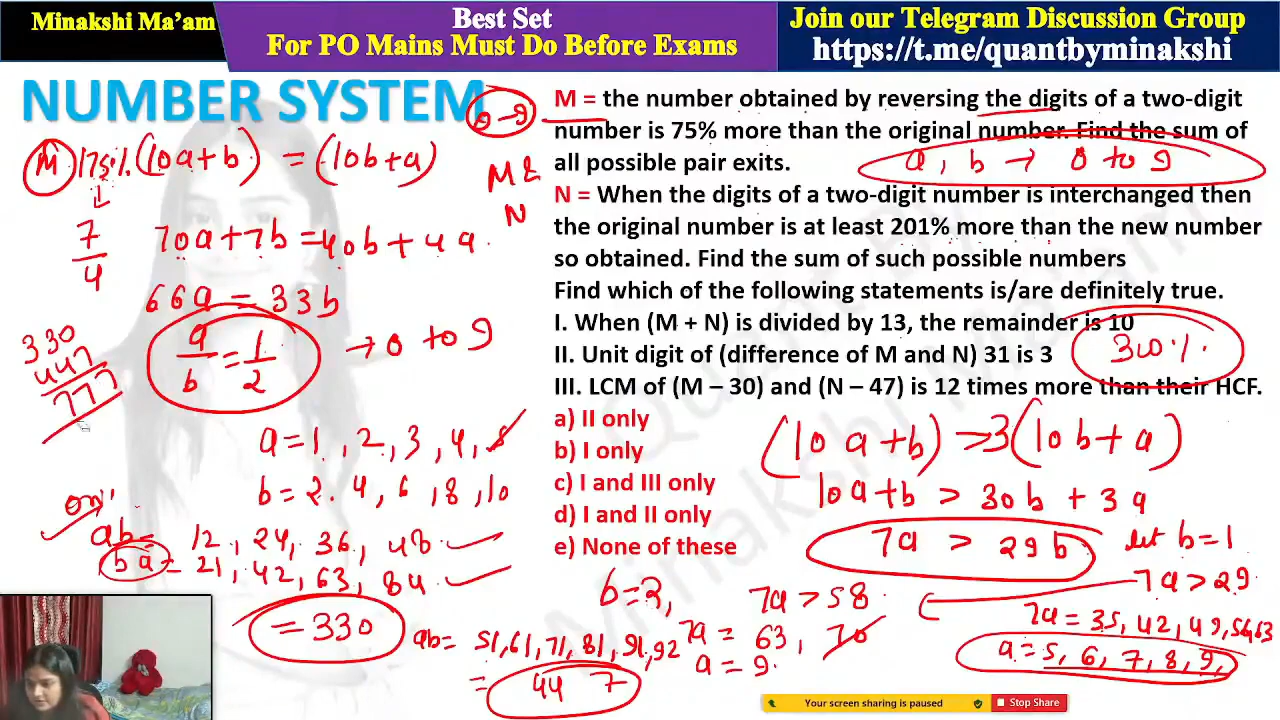 Minakshi Ma'am
Best Set
For PO Mains Must Do Before Exams
Join our Telegram Discussion Group
https://t.me/quantbyminakshi
NUMBER SYSTEM
M = the number obtained by reversing the digits of a two-digit
number is 75% more than the original number. Find the sum of
all possible pair exits.
N = When the digits of a two-digit number is interchanged then
the original number is at least 201% more than the new number
so obtained. Find the sum of such possible numbers
Find which of the following statements is/are definitely true.
I. When (M + N) is divided by 13, the remainder is 10
II. Unit digit of (difference of M and N) 31 is 3
III. LCM of (M – 30) and (N – 47) is 12 times more than their HCF.
a) II only
b) I only
c) I and III only
d) I and II only
e) None of these
M 175% (10a+b) = (10b+a)
7
4
70a+7b=40b+4a
66a = 33b
a/b = 1/2 → 0 to 9
330
447
777
a=1, 2, 3, 4, 5
b=2. 4, 6, 8, 10
ab= 12, 24, 36, 48
ba = 21, 42, 63, 84
= 330
M &
N
a, b → 0 to 9
(10a+b) > 3(10b+a)
10a+b > 30b + 3a
7a > 29b
let b=1
7a>29
7a= 35, 42, 49, 56, 63
a=5, 6, 7, 8, 9,
b=2,
7a > 58
7a = 63, 70
a = 9
ab= 51, 61, 71, 81, 91, 92
= 447
Your screen sharing is paused
Stop Share